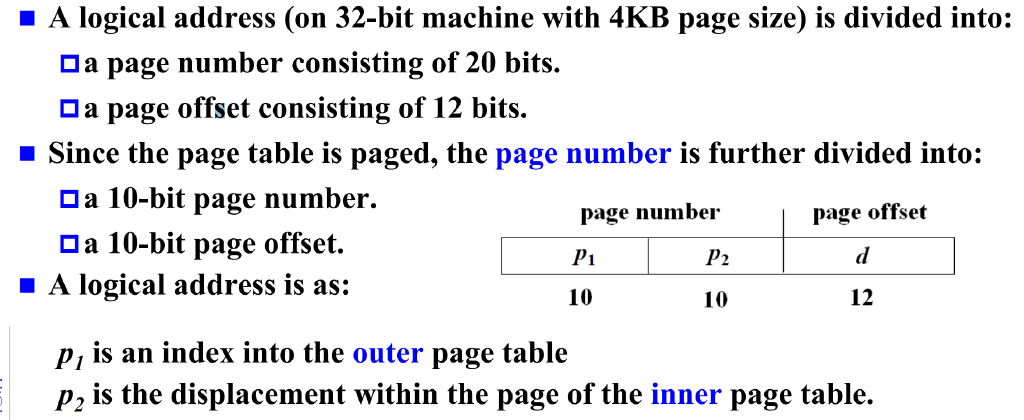 A logical address (on 32-bit machine with 4KB page size) is divided into:
a page number consisting of 20 bits.
a page offset consisting of 12 bits.
Since the page table is paged, the page number is further divided into:
a 10-bit page number.
a 10-bit page offset.
A logical address is as:
page number page offset
p1 p2 d
10 10 12
p1 is an index into the outer page table
p2 is the displacement within the page of the inner page table.